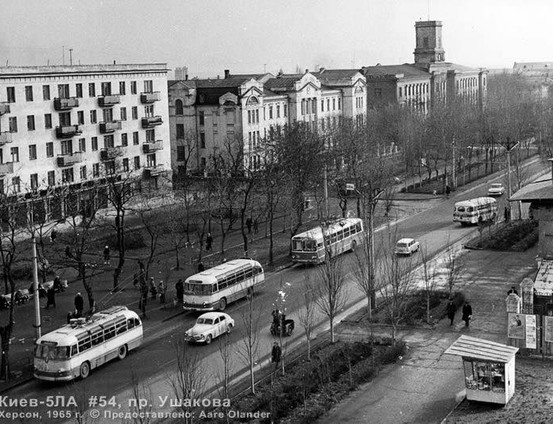 Киев-5ЛА #54, пр. Ушакова
Херсон, 1965 г. © Предоставлено: Aare Olander